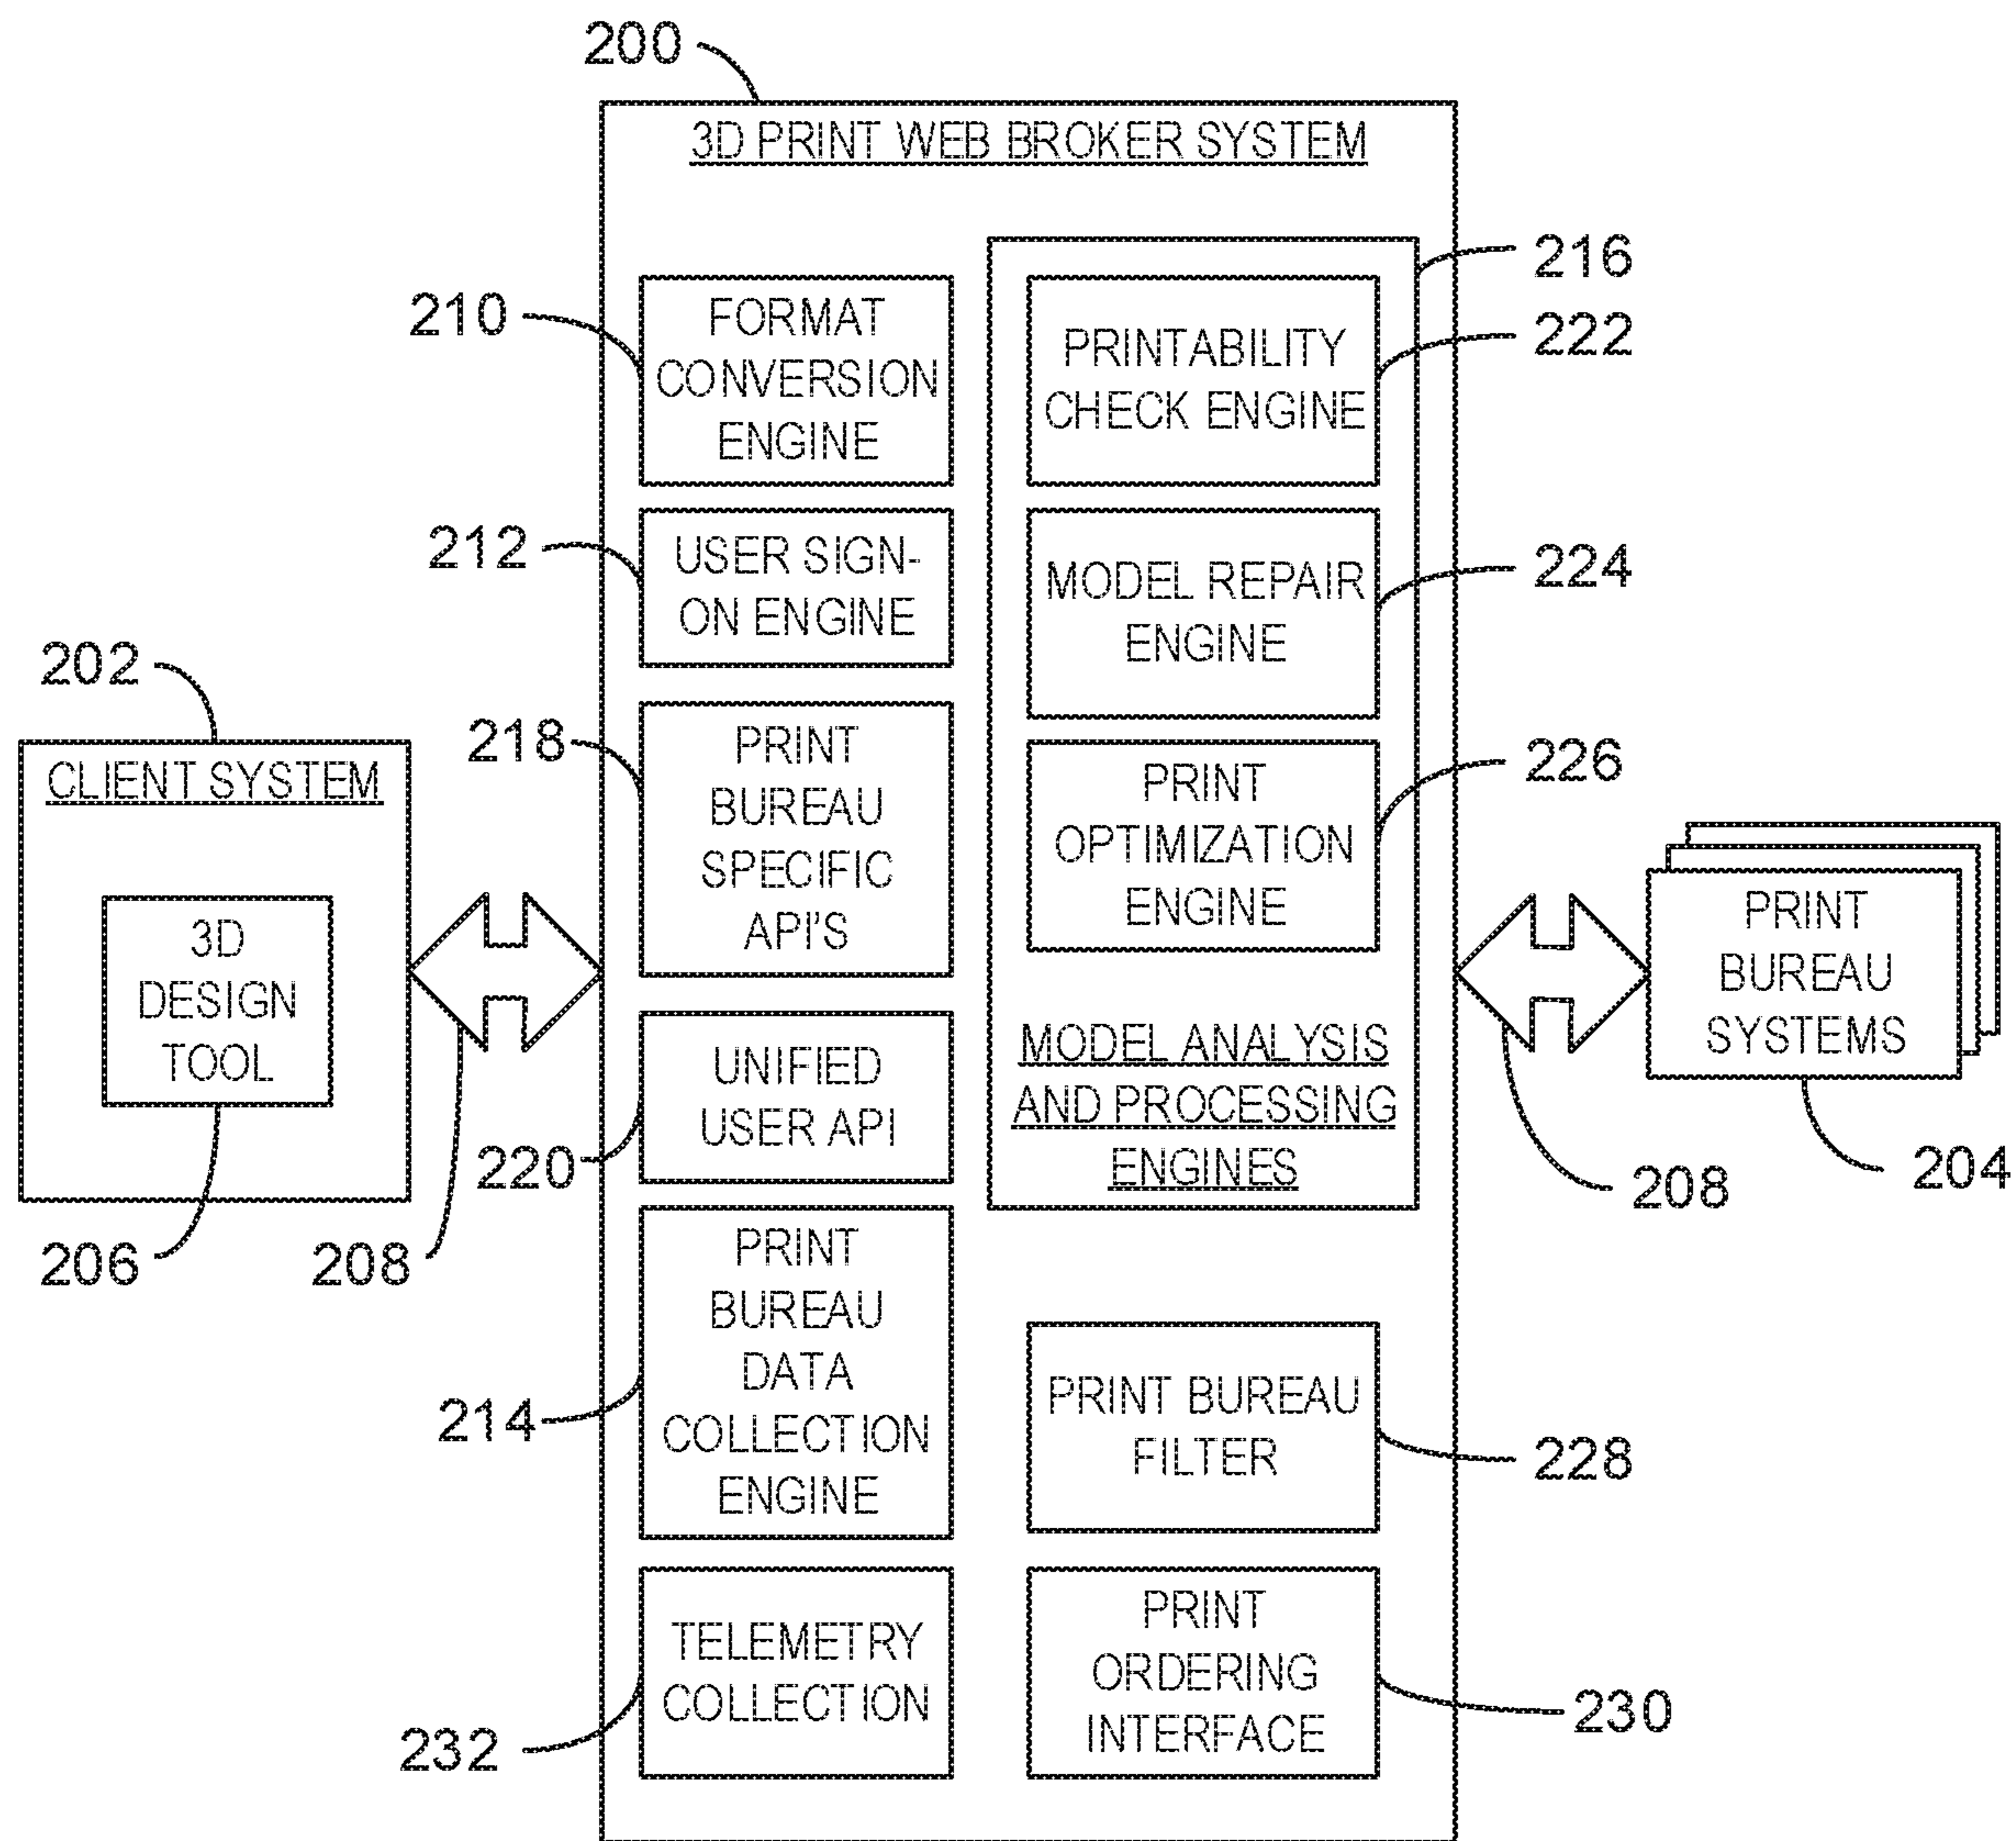 200
3D PRINT WEB BROKER SYSTEM
210
FORMAT
CONVERSION
ENGINE
212
USER SIGN-
ON ENGINE
218
PRINT
BUREAU
SPECIFIC
API'S
220
UNIFIED
USER API
214
PRINT
BUREAU
DATA
COLLECTION
ENGINE
232
TELEMETRY
COLLECTION
216
PRINTABILITY
CHECK ENGINE
222
MODEL REPAIR
ENGINE
224
PRINT
OPTIMIZATION
ENGINE
226
MODEL ANALYSIS
AND PROCESSING
ENGINES
PRINT BUREAU
FILTER
228
PRINT
ORDERING
INTERFACE
230
202
CLIENT SYSTEM
3D
DESIGN
TOOL
206
208
PRINT
BUREAU
SYSTEMS
208
204